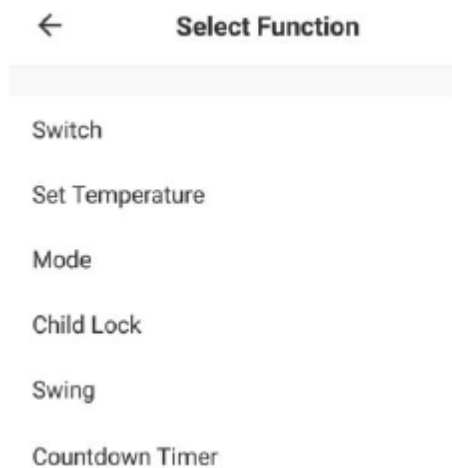 Select Function
Switch
Set Temperature
Mode
Child Lock
Swing
Countdown Timer